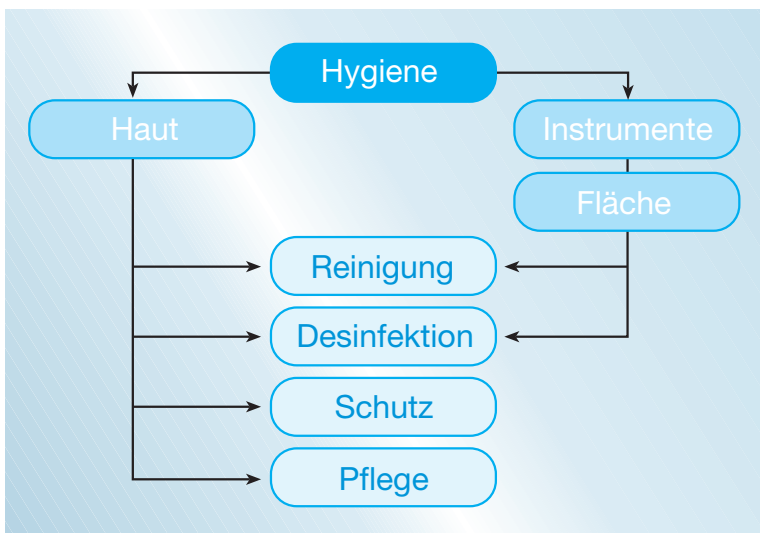 Hygiene
Haut
Instrumente
Fläche
Reinigung
Desinfektion
Schutz
Pflege